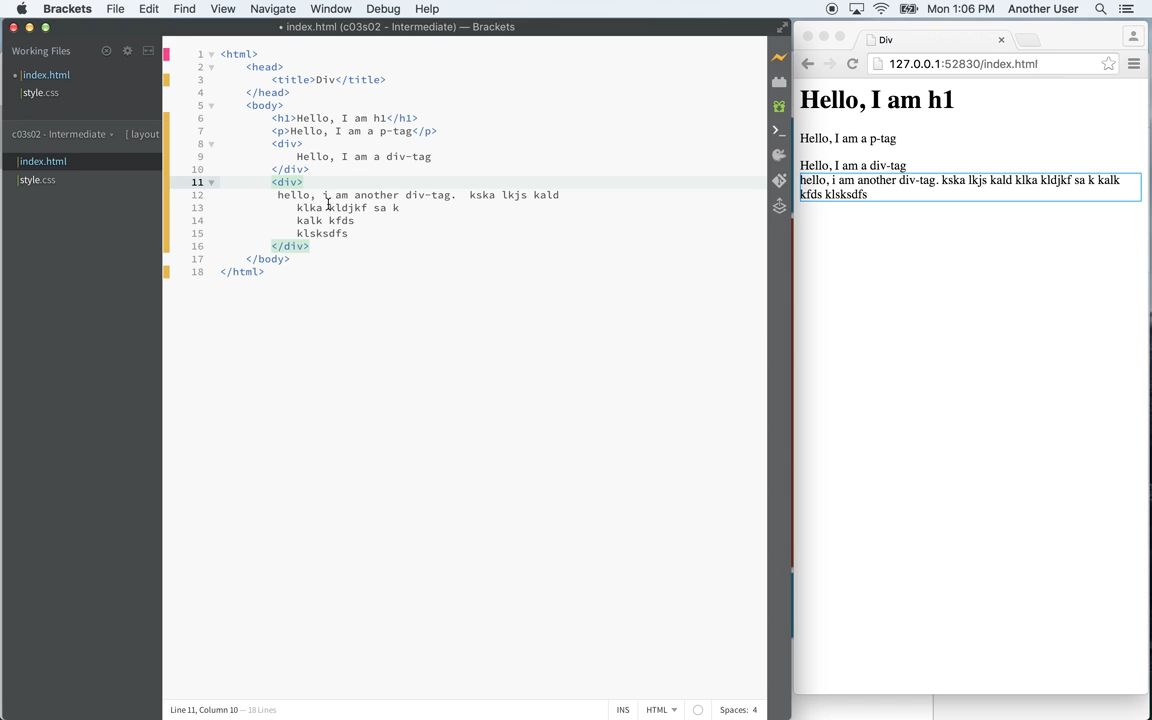 Brackets File Edit Find View Navigate Window Debug Help Mon 1:06 PM Another User
• index.html (c03s02 - Intermediate) — Brackets
Working Files
• index.html
style.css
c03s02 - Intermediate [ layout
index.html
style.css
1 <html>
2 <head>
3 <title>Div</title>
4 </head>
5 <body>
6 <h1>Hello, I am h1</h1>
7 <p>Hello, I am a p-tag</p>
8 <div>
9 Hello, I am a div-tag
10 </div>
11 <div>
12 hello, i am another div-tag.  kska lkjs kald
13 klka kldjkf sa k
14 kalk kfds
15 klsksdfs
16 </div>
17 </body>
18 </html>
Line 11, Column 10 — 18 Lines INS HTML Spaces: 4
Div
127.0.0.1:52830/index.html
Hello, I am h1
Hello, I am a p-tag
Hello, I am a div-tag
hello, i am another div-tag. kska lkjs kald klka kldjkf sa k kalk
kfds klsksdfs